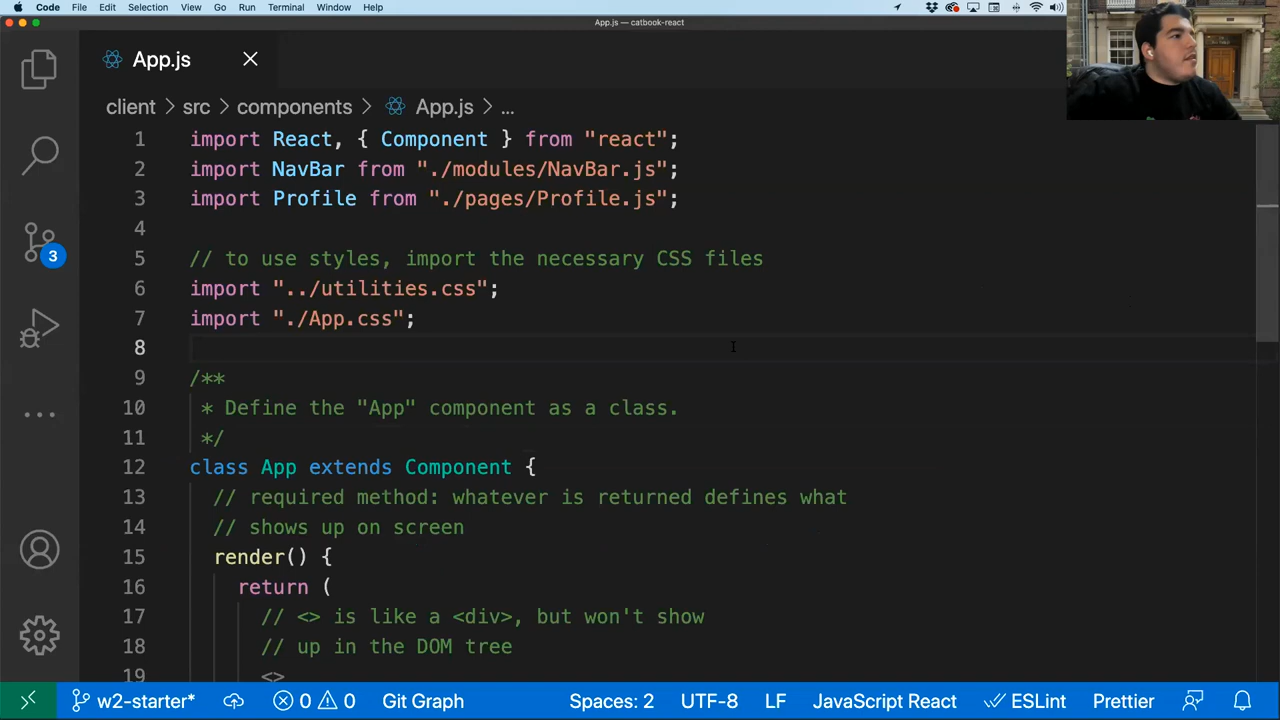 Code File Edit Selection View Go Run Terminal Window Help
App.js — catbook-react
App.js
client > src > components > App.js > ...
1 import React, { Component } from "react";
2 import NavBar from "./modules/NavBar.js";
3 import Profile from "./pages/Profile.js";
4
5 // to use styles, import the necessary CSS files
6 import "../utilities.css";
7 import "./App.css";
8
9 /**
10 * Define the "App" component as a class.
11 */
12 class App extends Component {
13 // required method: whatever is returned defines what
14 // shows up on screen
15 render() {
16 return (
17 // <> is like a <div>, but won't show
18 // up in the DOM tree
19 <>
3
w2-starter* 0 0 Git Graph Spaces: 2 UTF-8 LF JavaScript React ESLint Prettier